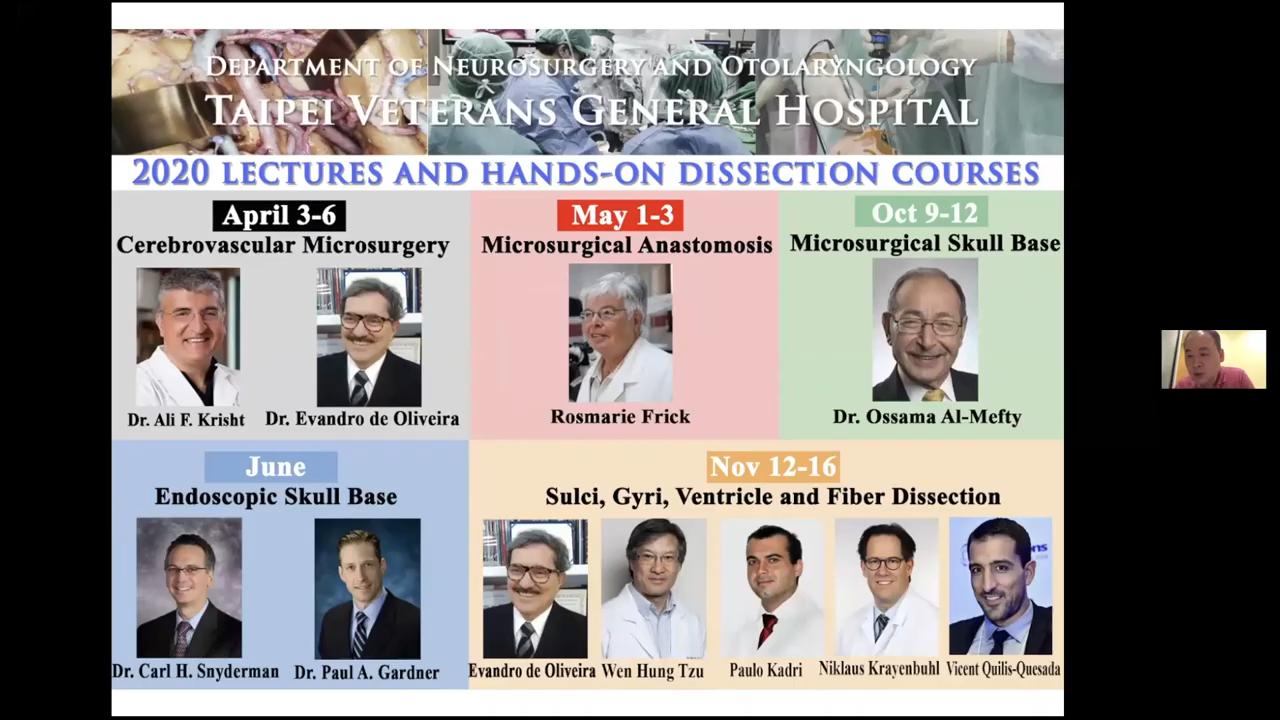 DEPARTMENT OF NEUROSURGERY AND OTOLARYNGOLOGY
TAIPEI VETERANS GENERAL HOSPITAL
2020 LECTURES AND HANDS-ON DISSECTION COURSES
April 3-6
Cerebrovascular Microsurgery
Dr. Ali F. Krisht
Dr. Evandro de Oliveira
May 1-3
Microsurgical Anastomosis
Rosmarie Frick
Oct 9-12
Microsurgical Skull Base
Dr. Ossama Al-Mefty
June
Endoscopic Skull Base
Dr. Carl H. Snyderman
Dr. Paul A. Gardner
Nov 12-16
Sulci, Gyri, Ventricle and Fiber Dissection
Evandro de Oliveira
Wen Hung Tzu
Paulo Kadri
Niklaus Krayenbuhl
Vicent Quilis-Quesada